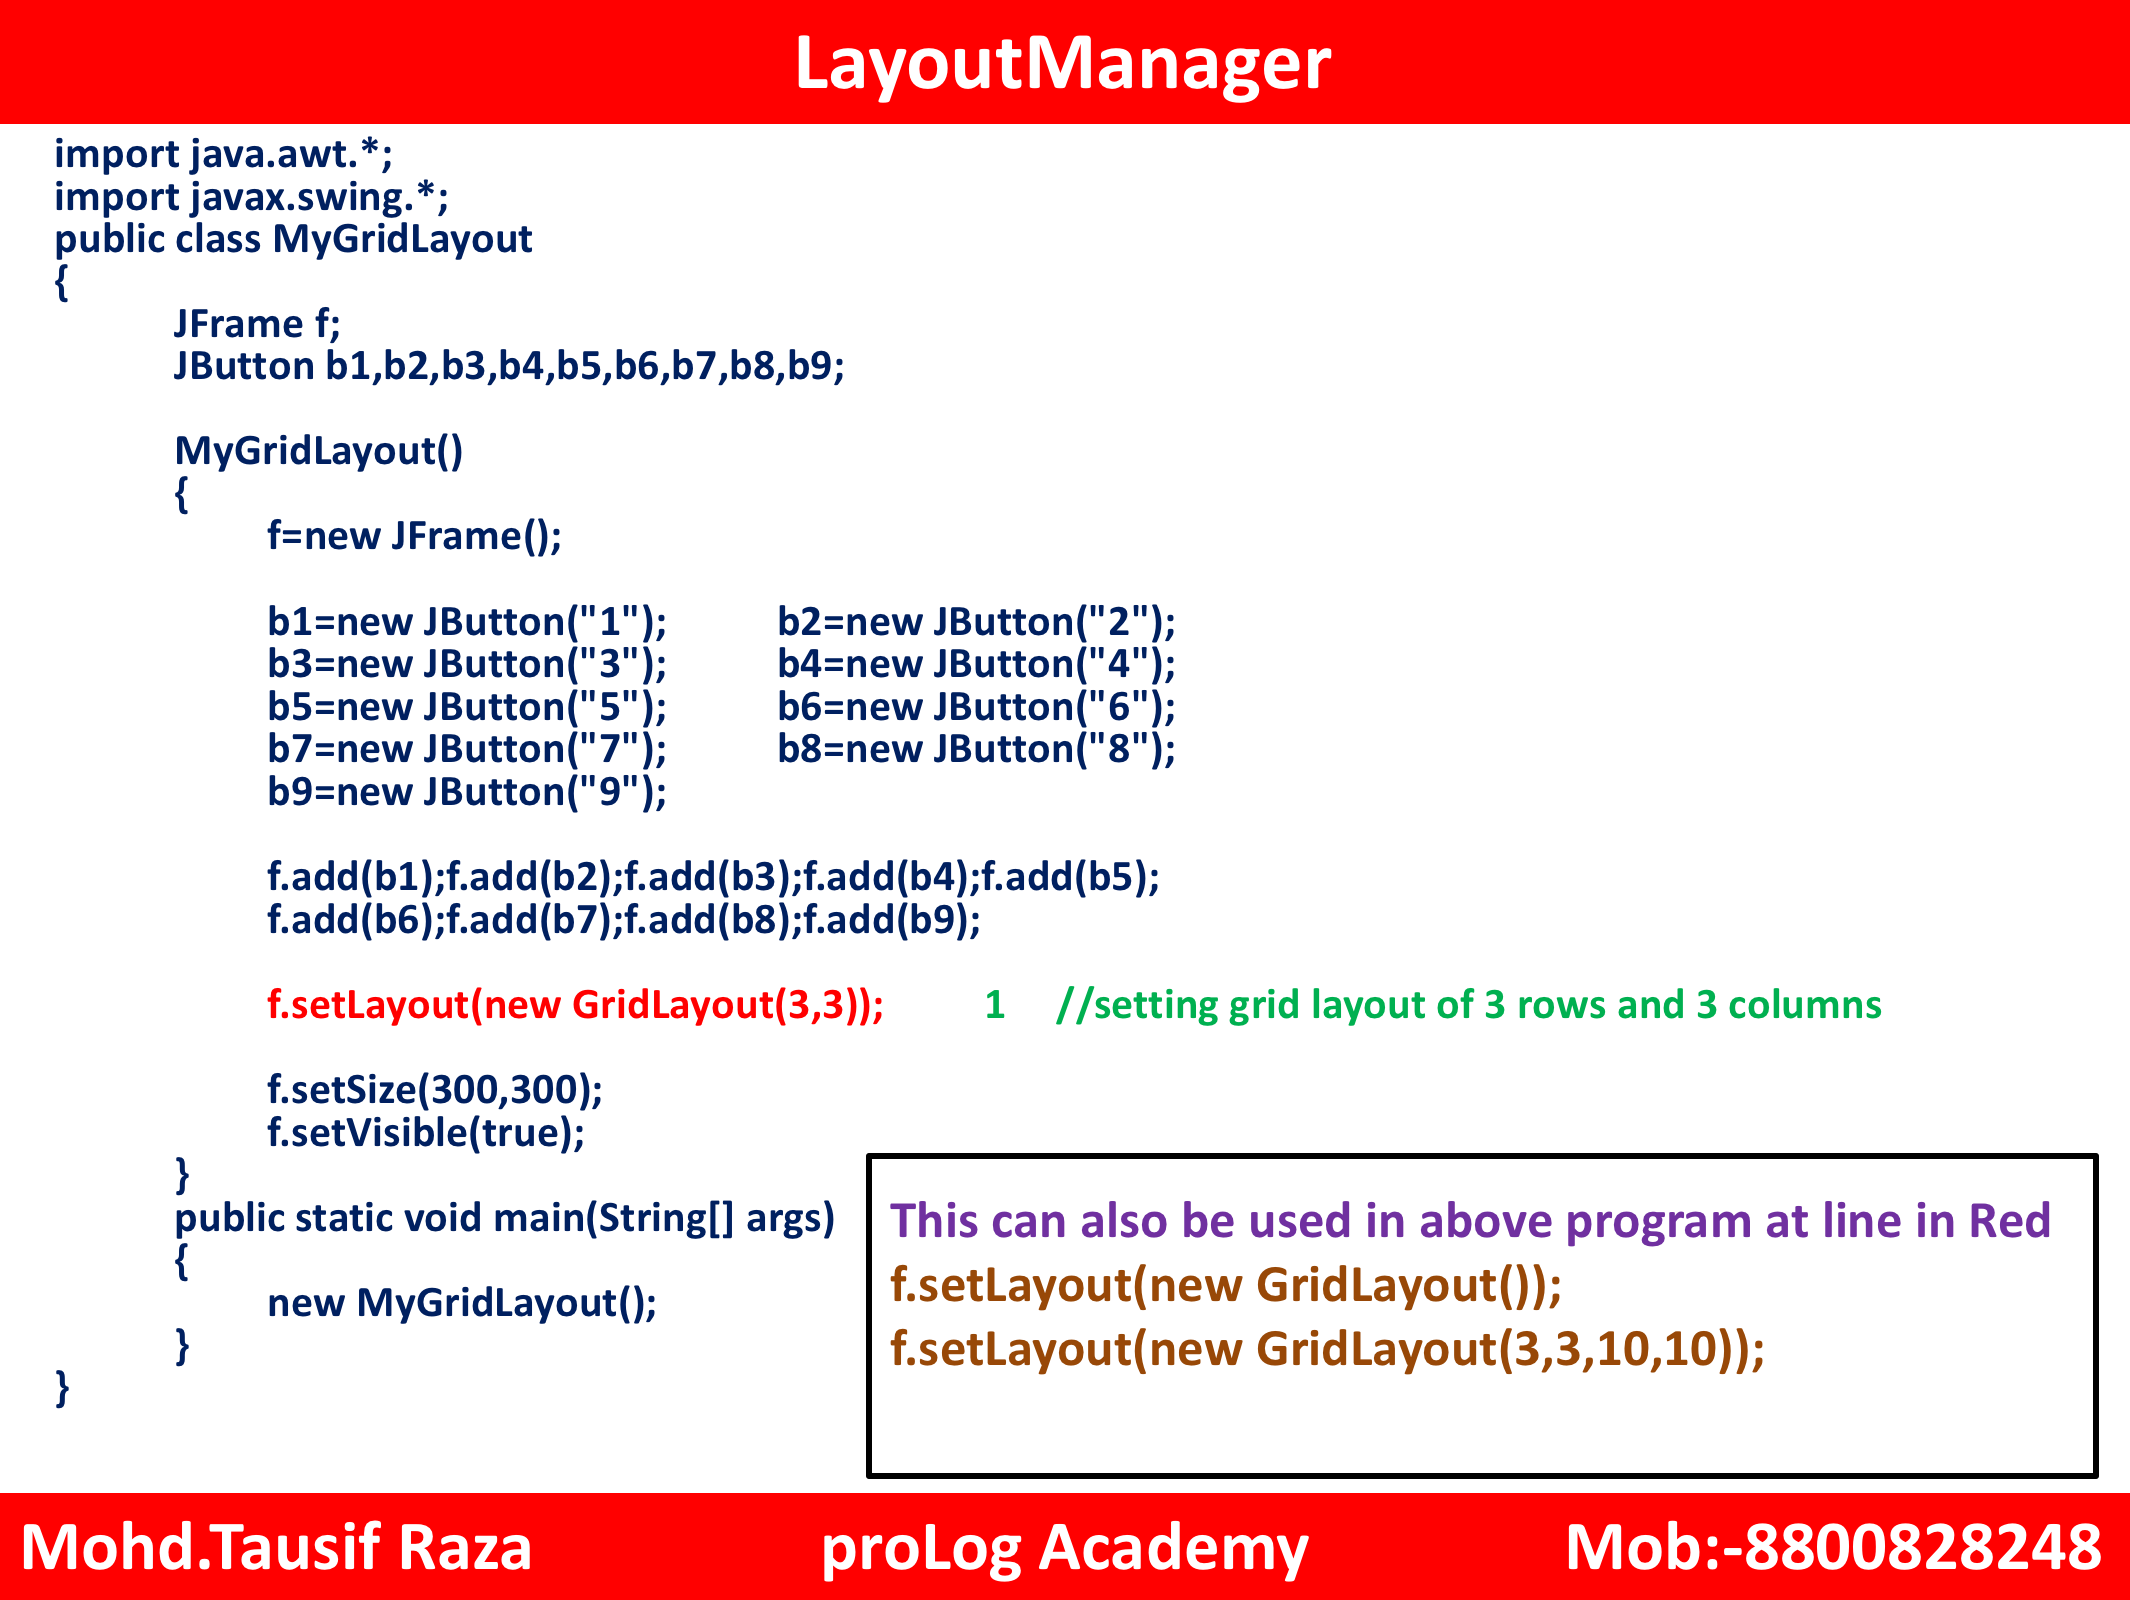 LayoutManager
import java.awt.*;
import javax.swing.*;
public class MyGridLayout
{
JFrame f;
JButton b1,b2,b3,b4,b5,b6,b7,b8,b9;
MyGridLayout()
{
f=new JFrame();
b1=new JButton("1"); b2=new JButton("2");
b3=new JButton("3"); b4=new JButton("4");
b5=new JButton("5"); b6=new JButton("6");
b7=new JButton("7"); b8=new JButton("8");
b9=new JButton("9");
f.add(b1);f.add(b2);f.add(b3);f.add(b4);f.add(b5);
f.add(b6);f.add(b7);f.add(b8);f.add(b9);
f.setLayout(new GridLayout(3,3)); 1 //setting grid layout of 3 rows and 3 columns
f.setSize(300,300);
f.setVisible(true);
}
public static void main(String[] args)
{
new MyGridLayout();
}
}
This can also be used in above program at line in Red
f.setLayout(new GridLayout());
f.setLayout(new GridLayout(3,3,10,10));
Mohd.Tausif Raza proLog Academy Mob:-8800828248